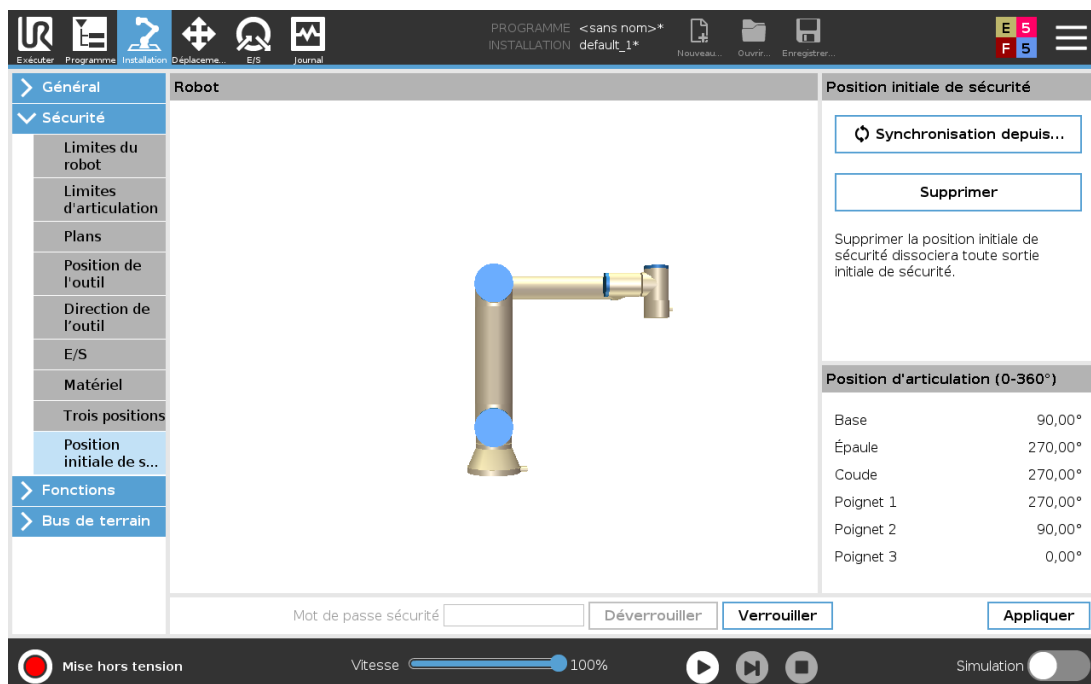 UR
PROGRAMME <sans nom>*
INSTALLATION default_1*
Exécuter
Programme
Installation
Déplaceme...
E/S
Journal
Nouveau...
Ouvrir...
Enregistrer...
E 5
F 5
Général
Sécurité
Limites du
robot
Limites
d'articulation
Plans
Position de
l'outil
Direction de
l’outil
E/S
Matériel
Trois positions
Position
initiale de s...
Fonctions
Bus de terrain
Robot
Position initiale de sécurité
Synchronisation depuis...
Supprimer
Supprimer la position initiale de
sécurité dissociera toute sortie
initiale de sécurité.
Position d'articulation (0-360°)
Base 90,00°
Épaule 270,00°
Coude 270,00°
Poignet 1 270,00°
Poignet 2 90,00°
Poignet 3 0,00°
Mot de passe sécurité
Déverrouiller
Verrouiller
Appliquer
Mise hors tension
Vitesse 100%
Simulation